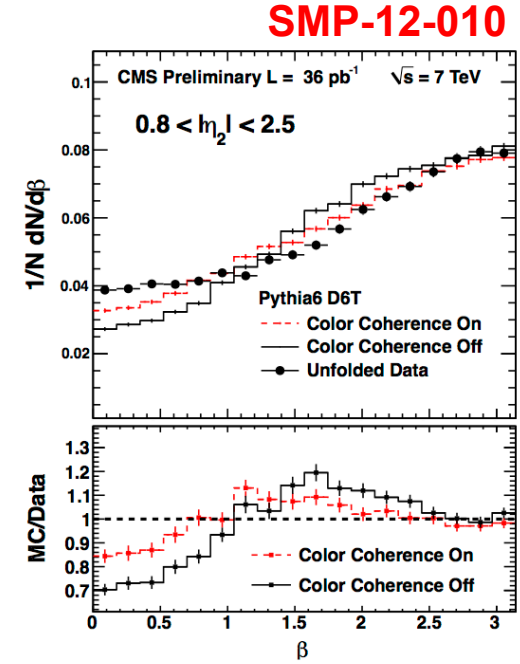 SMP-12-010
CMS Preliminary L = 36 pb⁻¹ √s = 7 TeV
0.8 < |η₂| < 2.5
1/N dN/dβ
0.1
0.08
0.06
0.04
0.02
Pythia6 D6T
Color Coherence On
Color Coherence Off
Unfolded Data
MC/Data
1.3
1.2
1.1
1
0.9
0.8
0.7
Color Coherence On
Color Coherence Off
0 0.5 1 1.5 2 2.5 3
β